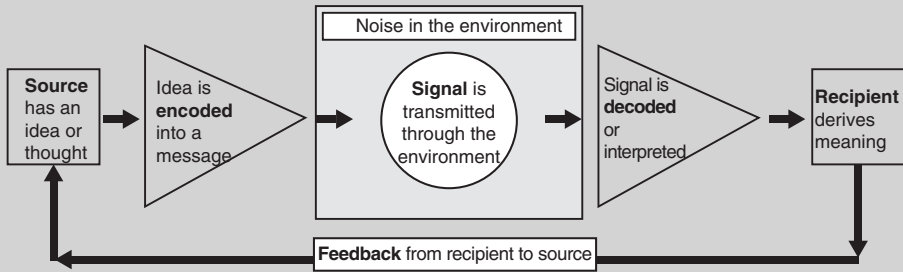 Source
has an
idea or
thought
Idea is
encoded
into a
message
Noise in the environment
Signal is
transmitted
through the
environment
Signal is
decoded
or
interpreted
Recipient
derives
meaning
Feedback from recipient to source